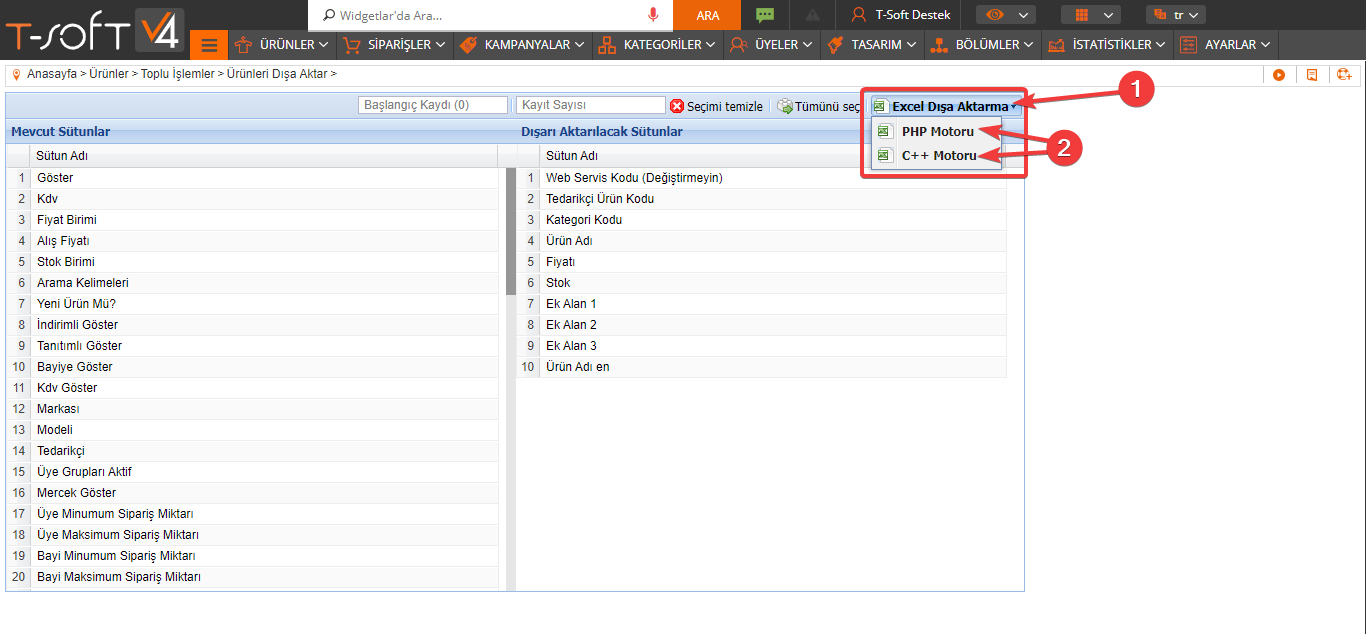 T-SOFT V4
Widgetlar'da Ara...
ARA
T-Soft Destek
tr
ÜRÜNLER
SİPARİŞLER
KAMPANYALAR
KATEGORİLER
ÜYELER
TASARIM
BÖLÜMLER
İSTATİSTİKLER
AYARLAR
Anasayfa > Ürünler > Toplu İşlemler > Ürünleri Dışa Aktar >
Başlangıç Kaydı (0)
Kayıt Sayısı
Seçimi temizle
Tümünü seç
Excel Dışa Aktarma
1
PHP Motoru
C++ Motoru
2
Mevcut Sütunlar
Sütun Adı
1 Göster
2 Kdv
3 Fiyat Birimi
4 Alış Fiyatı
5 Stok Birimi
6 Arama Kelimeleri
7 Yeni Ürün Mü?
8 İndirimli Göster
9 Tanıtımlı Göster
10 Bayiye Göster
11 Kdv Göster
12 Markası
13 Modeli
14 Tedarikçi
15 Üye Grupları Aktif
16 Mercek Göster
17 Üye Minumum Sipariş Miktarı
18 Üye Maksimum Sipariş Miktarı
19 Bayi Minumum Sipariş Miktarı
20 Bayi Maksimum Sipariş Miktarı
Dışarı Aktarılacak Sütunlar
Sütun Adı
1 Web Servis Kodu (Değiştirmeyin)
2 Tedarikçi Ürün Kodu
3 Kategori Kodu
4 Ürün Adı
5 Fiyatı
6 Stok
7 Ek Alan 1
8 Ek Alan 2
9 Ek Alan 3
10 Ürün Adı en